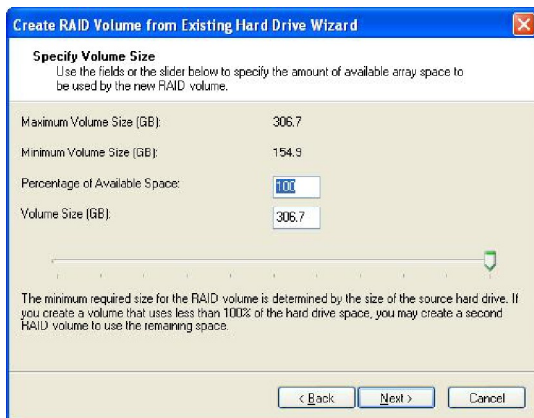 Create RAID Volume from Existing Hard Drive Wizard
Specify Volume Size
Use the fields or the slider below to specify the amount of available array space to
be used by the new RAID volume.
Maximum Volume Size (GB): 306.7
Minimum Volume Size (GB): 154.9
Percentage of Available Space: 100
Volume Size (GB): 306.7
The minimum required size for the RAID volume is determined by the size of the source hard drive. If
you create a volume that uses less than 100% of the hard drive space, you may create a second
RAID volume to use the remaining space.
< Back Next > Cancel